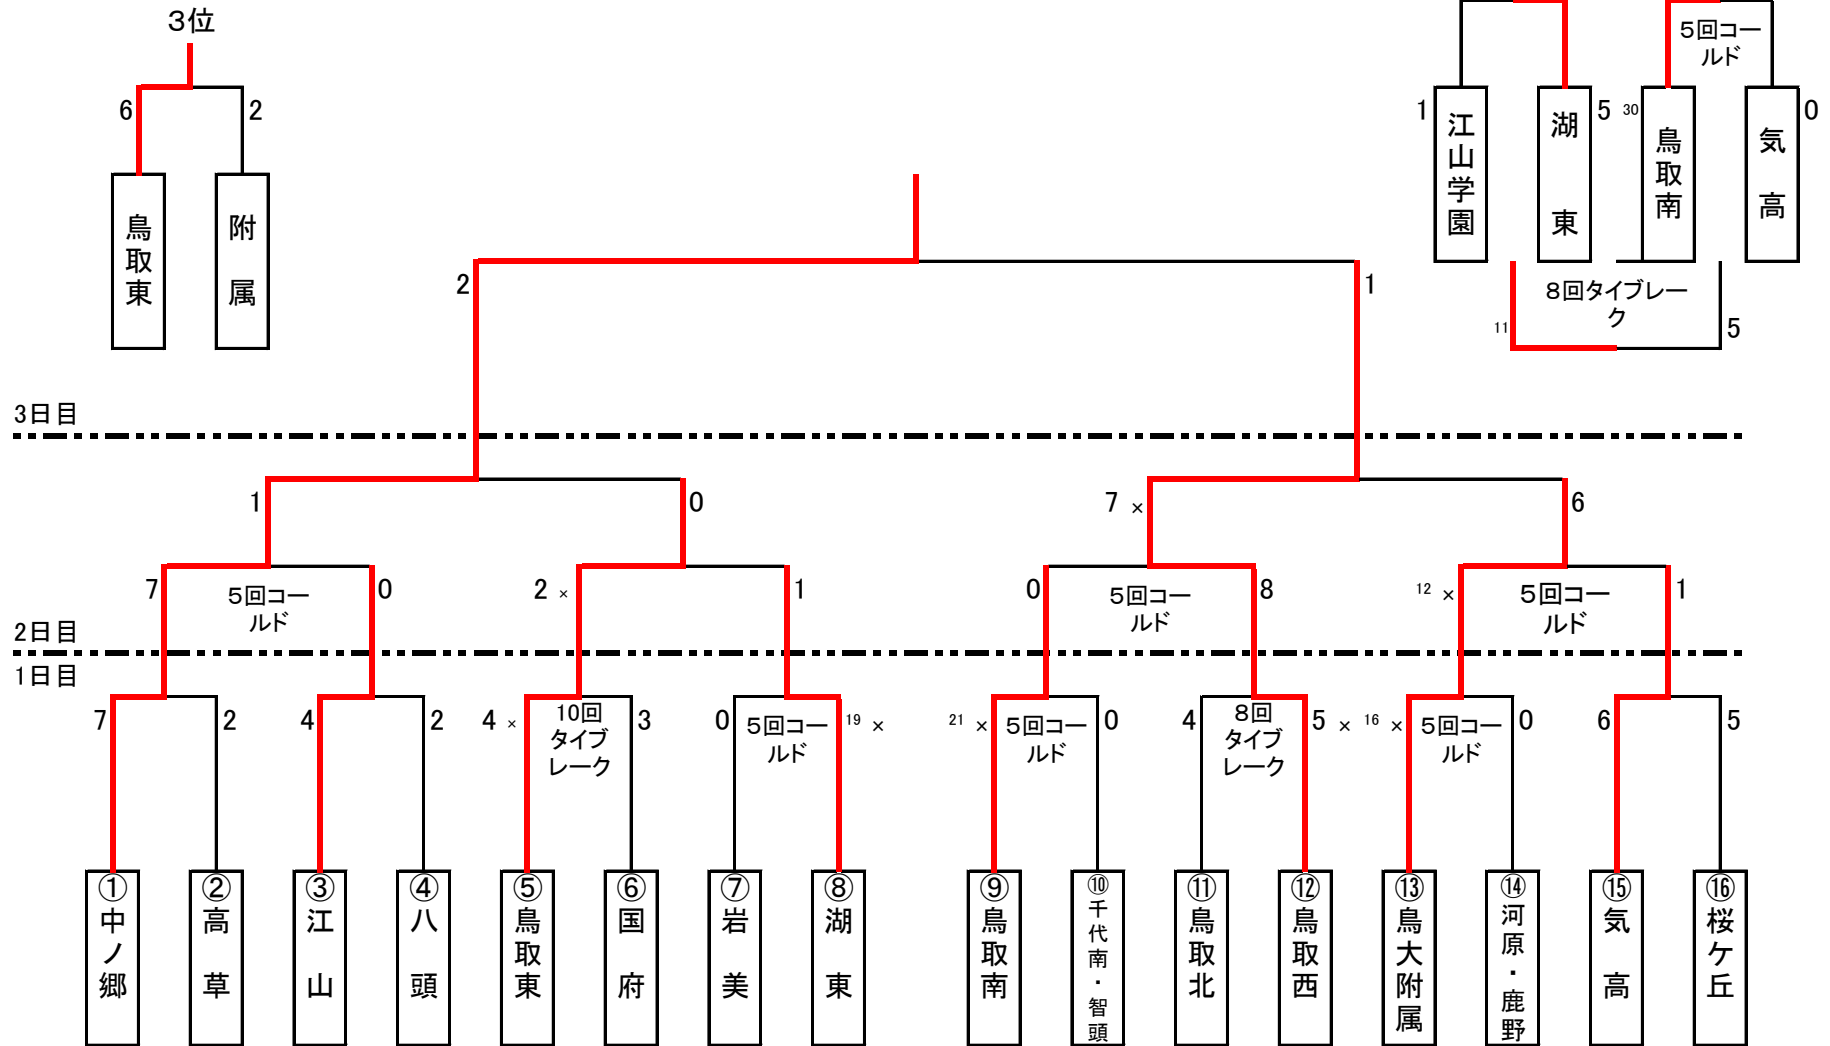 3位
5回コー
ルド
6
2
1
5
30
0
江山学園
湖東
鳥取南
気高
鳥取東
附属
2
1
8回タイブレー
ク
11
5
3日目
1
0
7 ×
6
7
5回コー
ルド
0
2 ×
1
0
5回コー
ルド
8
12 ×
5回コー
ルド
1
2日目
1日目
7
2
4
2
4 ×
10回
タイブ
レーク
3
0
5回コー
ルド
19 ×
21 ×
5回コー
ルド
0
4
8回
タイブ
レーク
5 ×
16 ×
5回コー
ルド
0
6
5
①中ノ郷
②高草
③江山
④八頭
⑤鳥取東
⑥国府
⑦岩美
⑧湖東
⑨鳥取南
⑩千代南・智頭
⑪鳥取北
⑫鳥取西
⑬鳥大附属
⑭河原・鹿野
⑮気高
⑯桜ケ丘